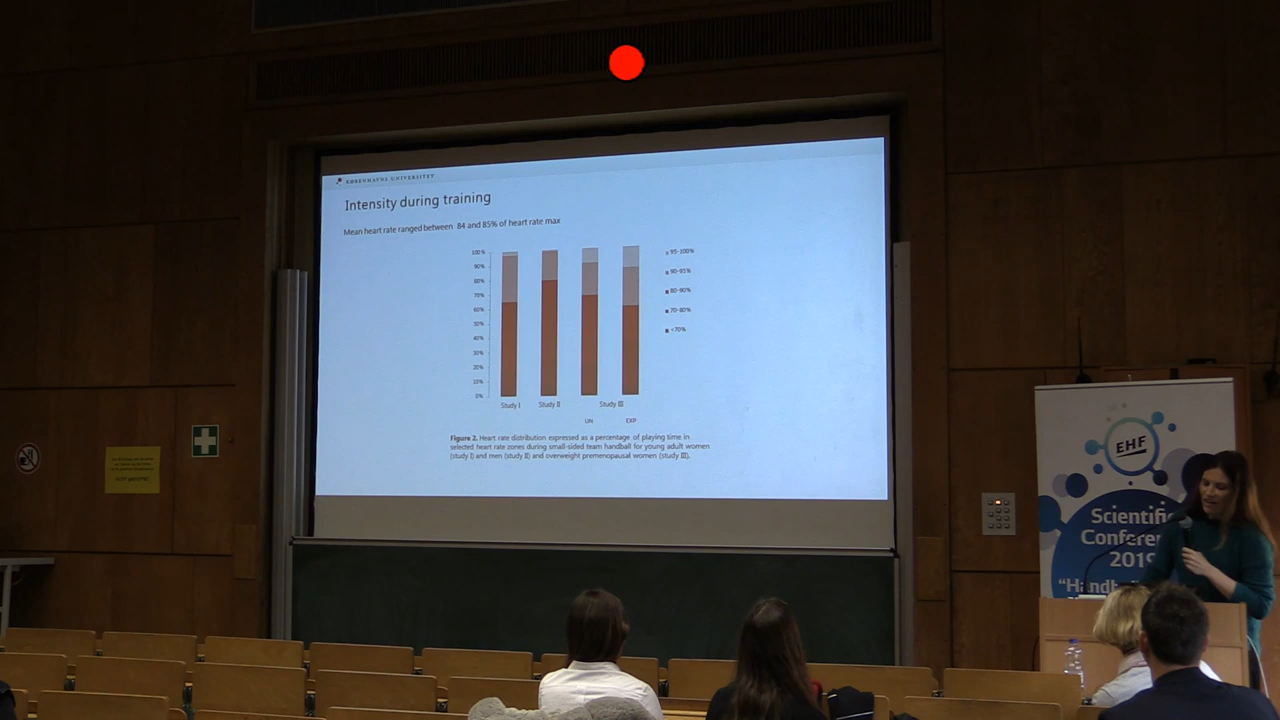 KØBENHAVNS UNIVERSITET
Intensity during training
Mean heart rate ranged between 84 and 85% of heart rate max
100%
90%
80%
70%
60%
50%
40%
30%
20%
10%
0%
95-100%
90-95%
80-90%
70-80%
<70%
Study I
Study II
Study III
UN
EXP
Figure 2. Heart rate distribution expressed as a percentage of playing time in
selected heart rate zones during small-sided team handball for young adult women
(study I) and men (study II) and overweight premenopausal women (study III).
EHF
Scientific
Conferen
2019
"Handb